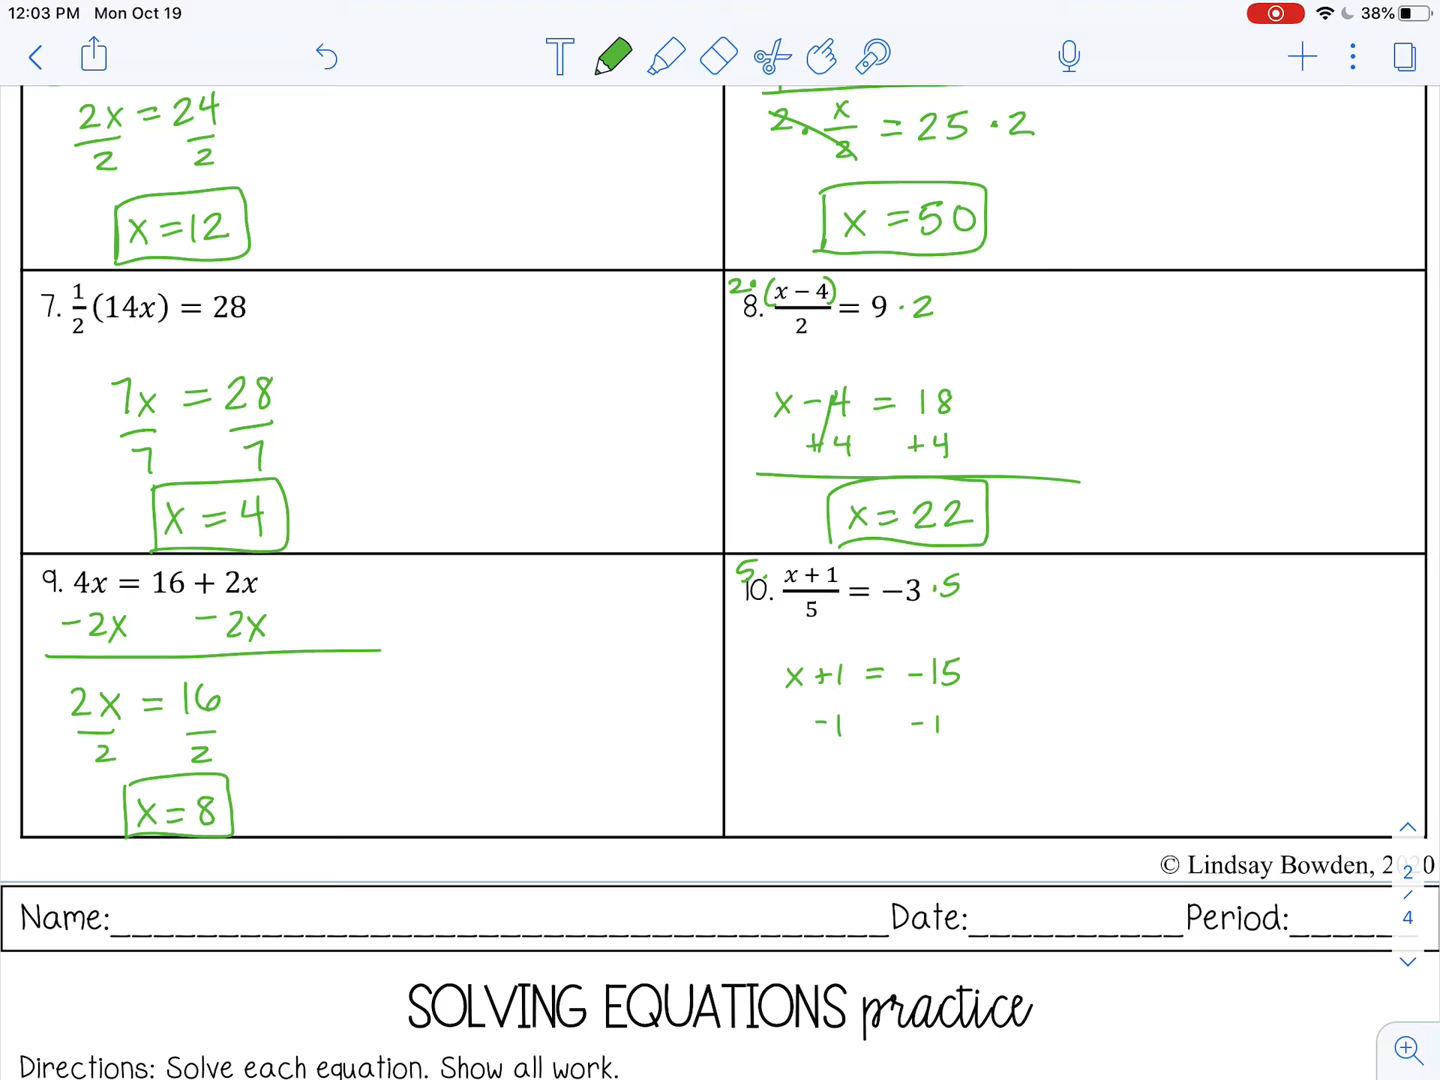 12:03 PM Mon Oct 19
38%
2x = 24
2 2
x = 12
2 · x/2 = 25 · 2
x = 50
7. 1/2 (14x) = 28
7x = 28
7 7
x = 4
8. 2 · (x − 4)/2 = 9 · 2
x − 4 = 18
+4 +4
x = 22
9. 4x = 16 + 2x
−2x −2x
2x = 16
2 2
x = 8
10. 5 · x + 1/5 = −3 · 5
x + 1 = −15
−1 −1
© Lindsay Bowden, 2020
2
/
4
Name:________________________________ Date:__________ Period:______
SOLVING EQUATIONS practice
Directions: Solve each equation. Show all work.